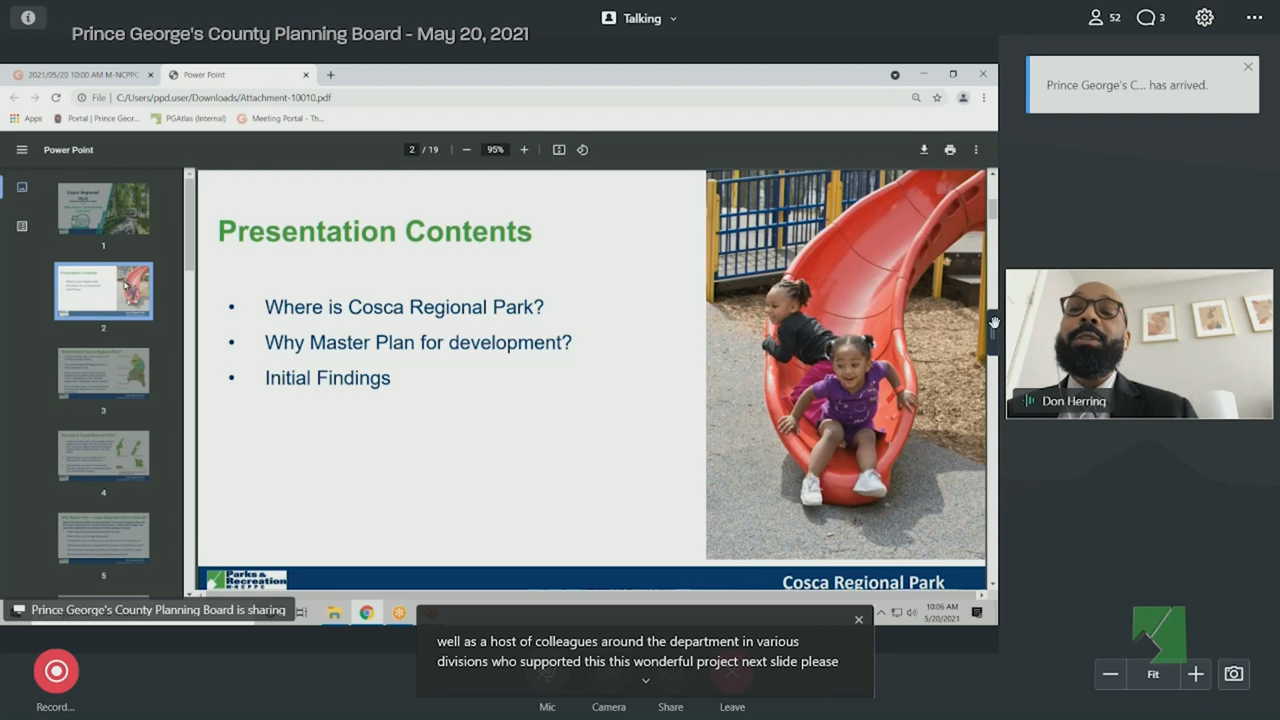 Talking
52
3
Prince George's County Planning Board - May 20, 2021
2021/05/20 10:00 AM M-NCPPC
Power Point
File
C:/Users/ppd.user/Downloads/Attachment-10010.pdf
Apps
Portal | Prince Geor...
PGAtlas (Internal)
Meeting Portal - Th...
Power Point
2 / 19
95%
Prince George's C... has arrived.
1
2
3
4
5
Presentation Contents
• Where is Cosca Regional Park?
• Why Master Plan for development?
• Initial Findings
Parks &
Recreation
M-NCPPC
Cosca Regional Park
Don Herring
Prince George's County Planning Board is sharing
10:06 AM
5/20/2021
well as a host of colleagues around the department in various
divisions who supported this this wonderful project next slide please
Record...
Mic
Camera
Share
Leave
Fit